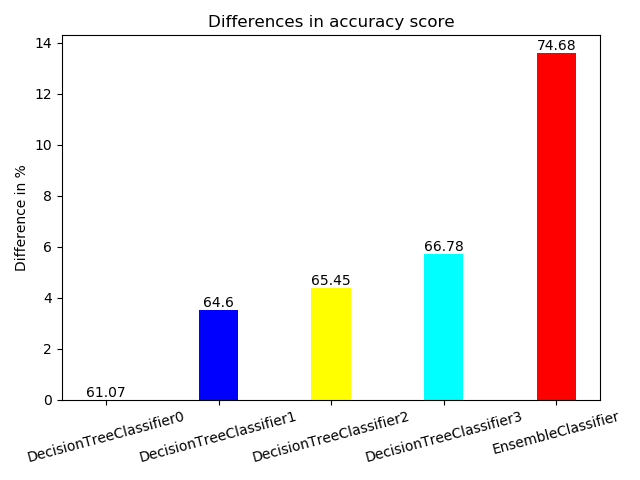 Differences in accuracy score
Difference in %
14
12
10
8
6
4
2
0
61.07
64.6
65.45
66.78
74.68
DecisionTreeClassifier0
DecisionTreeClassifier1
DecisionTreeClassifier2
DecisionTreeClassifier3
EnsembleClassifier